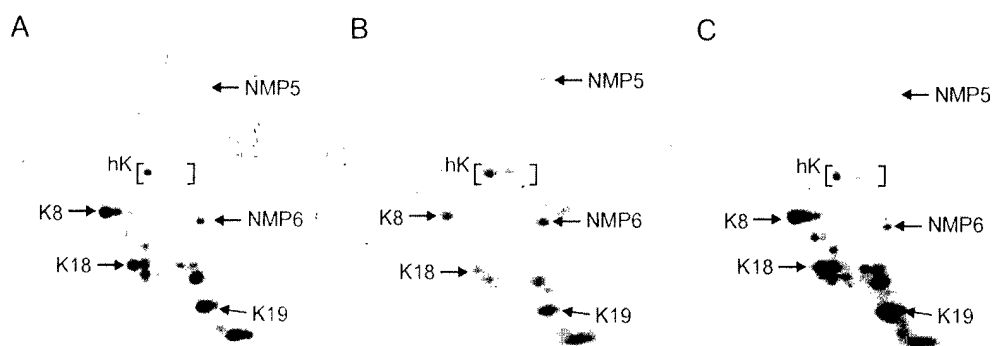 A
NMP5
hK [ ]
K8
NMP6
K18
K19
B
NMP5
hK [ ]
K8
NMP6
K18
K19
C
NMP5
hK [ ]
K8
NMP6
K18
K19